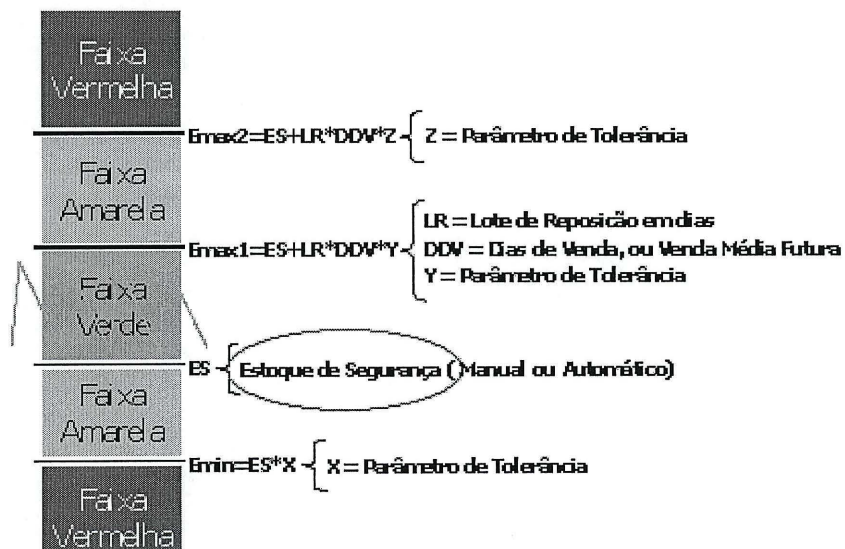 Faixa
Vermelha
Emax2=ES+LR*DDV*Z
Z = Parâmetro de Tolerância
Faixa
Amarela
Emax1=ES+LR*DDV*Y
LR = Lote de Reposição em dias
DDV = Dias de Venda, ou Venda Média Futura
Y = Parâmetro de Tolerância
Faixa
Verde
ES
Estoque de Segurança (Manual ou Automático)
Faixa
Amarela
Emin=ES*X
X = Parâmetro de Tolerância
Faixa
Vermelha